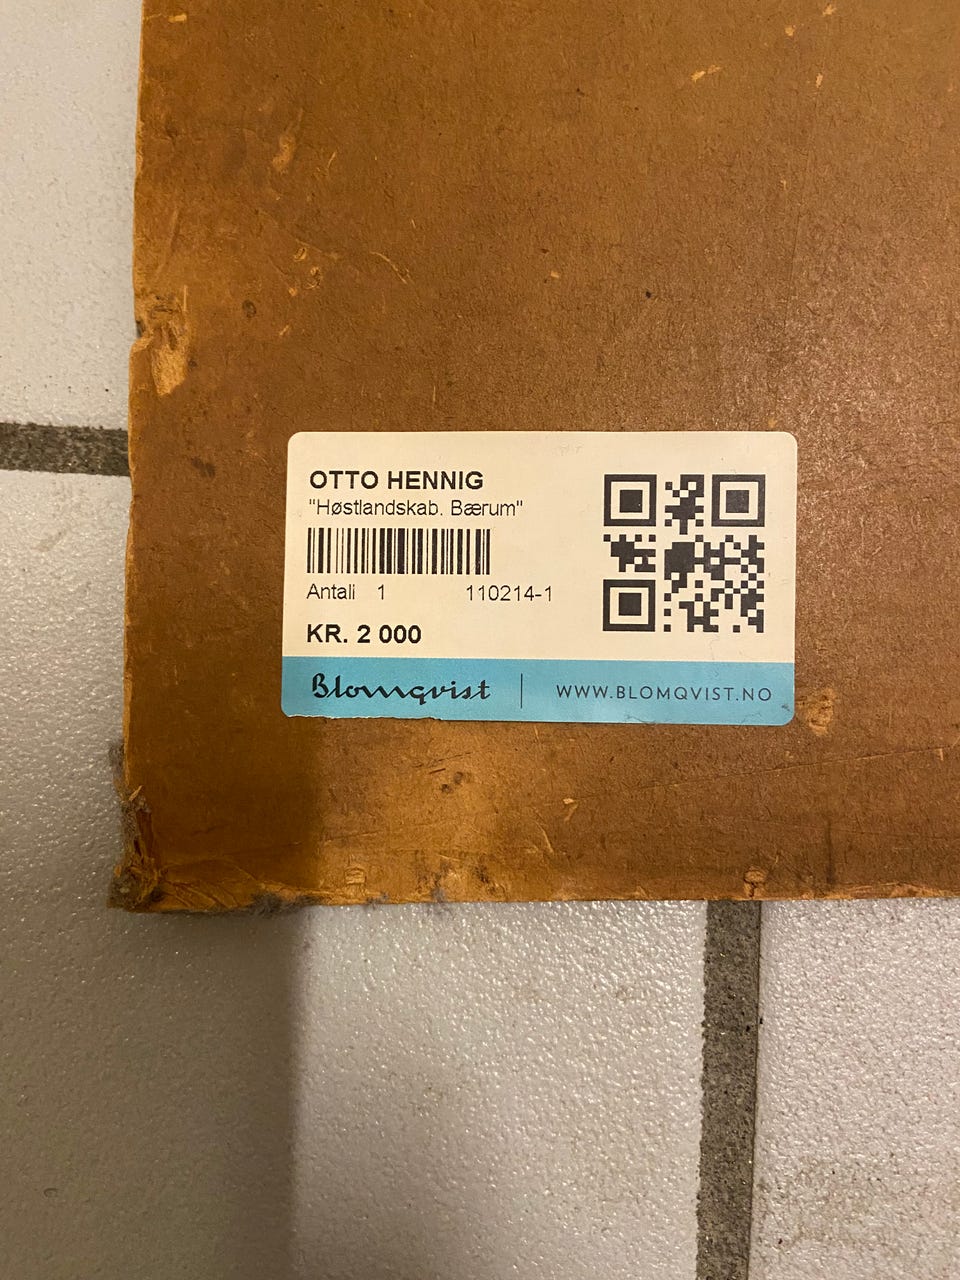 OTTO HENNIG
"Høstlandskab. Bærum"
Antall 1 110214-1
KR. 2 000
Blomqvist | WWW.BLOMQVIST.NO